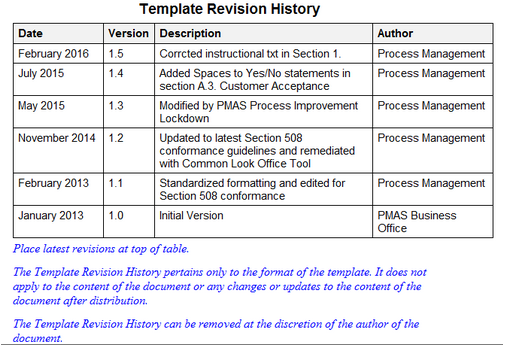 Template Revision History
Date Version Description Author
February 2016 1.5 Corrcted instructional txt in Section 1. Process Management
July 2015 1.4 Added Spaces to Yes/No statements in Process Management
section A.3. Customer Acceptance
May 2015 1.3 Modified by PMAS Process Improvement Process Management
Lockdown
November 2014 1.2 Updated to latest Section 508 Process Management
conformance guidelines and remediated
with Common Look Office Tool
February 2013 1.1 Standardized formatting and edited for Process Management
Section 508 conformance
January 2013 1.0 Initial Version PMAS Business
Office
Place latest revisions at top of table.
The Template Revision History pertains only to the format of the template. It does not
apply to the content of the document or any changes or updates to the content of the
document after distribution.
The Template Revision History can be removed at the discretion of the author of the
document.